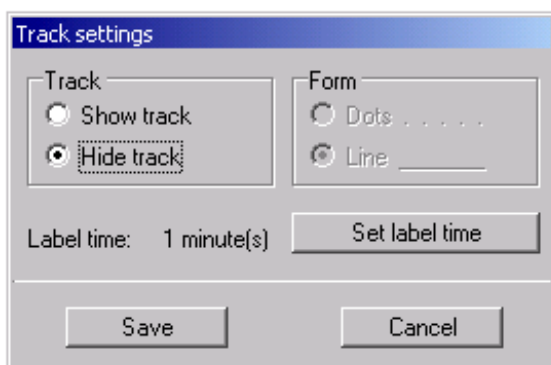 Track settings
Track
Show track
Hide track
Form
Dots . . . . .
Line _______
Label time: 1 minute(s)
Set label time
Save
Cancel